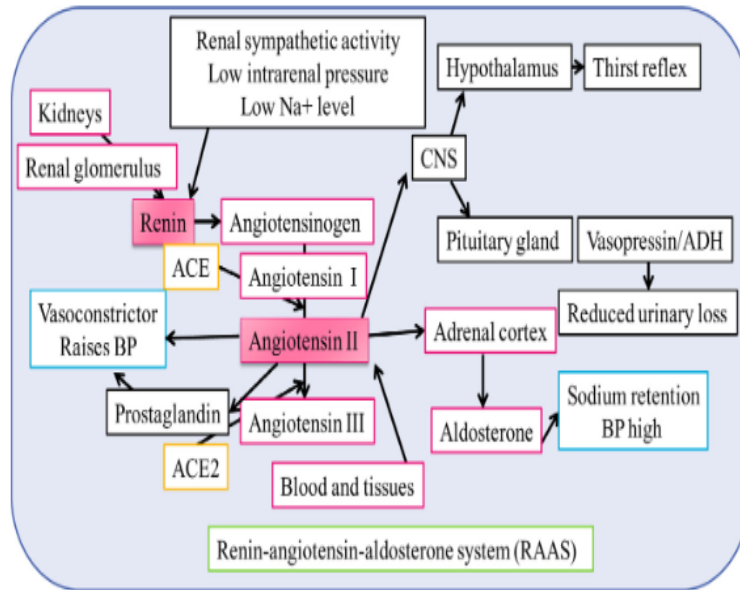 Renal sympathetic activity
Low intrarenal pressure
Low Na+ level
Hypothalamus
Thirst reflex
Kidneys
Renal glomerulus
CNS
Renin
Angiotensinogen
Pituitary gland
Vasopressin/ADH
ACE
Angiotensin I
Vasoconstrictor
Raises BP
Angiotensin II
Adrenal cortex
Reduced urinary loss
Prostaglandin
Angiotensin III
Aldosterone
Sodium retention
BP high
ACE2
Blood and tissues
Renin-angiotensin-aldosterone system (RAAS)